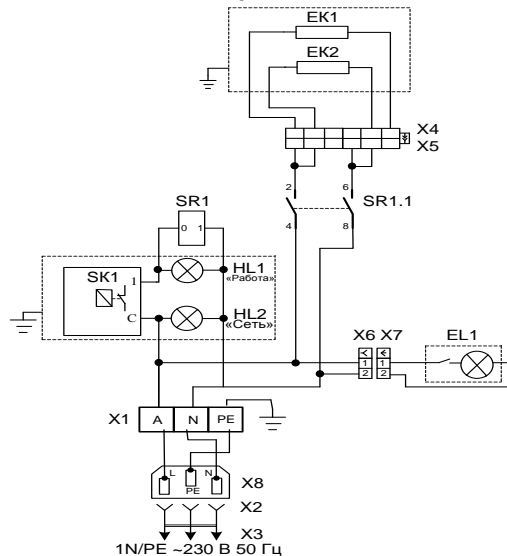 EK1
EK2
X4
X5
2 6
SR1.1
4 8
SR1
0 1
SK1
1
C
HL1
«Работа»
HL2
«Сеть»
X6 X7 EL1
1 1
2 2
X1 A N PE
L N
PE
X8
X2
X3
1N/PE ~230 В 50 Гц